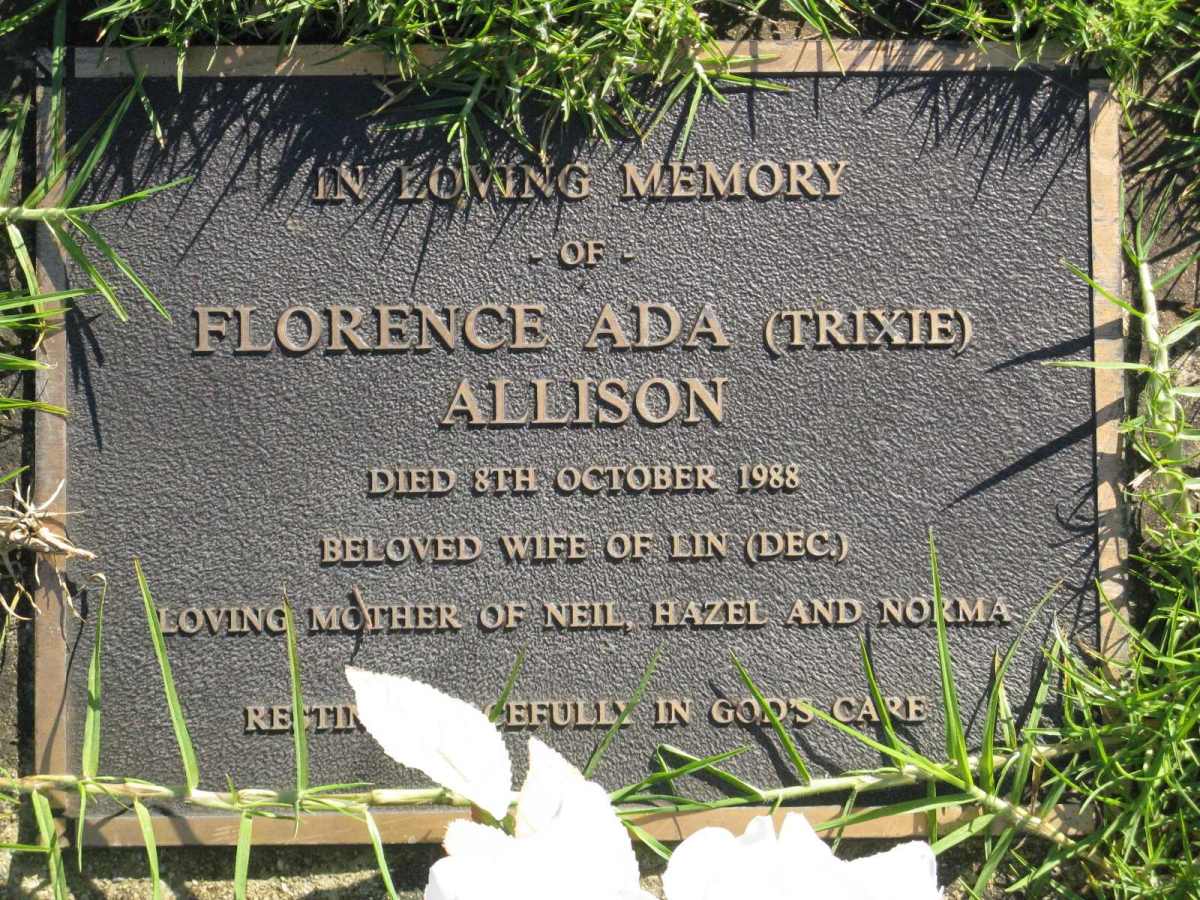 IN LOVING MEMORY
- OF -
FLORENCE ADA (TRIXIE)
ALLISON
DIED 8TH OCTOBER 1988
BELOVED WIFE OF LIN (DEC.)
LOVING MOTHER OF NEIL, HAZEL AND NORMA
IN GOD'S CARE